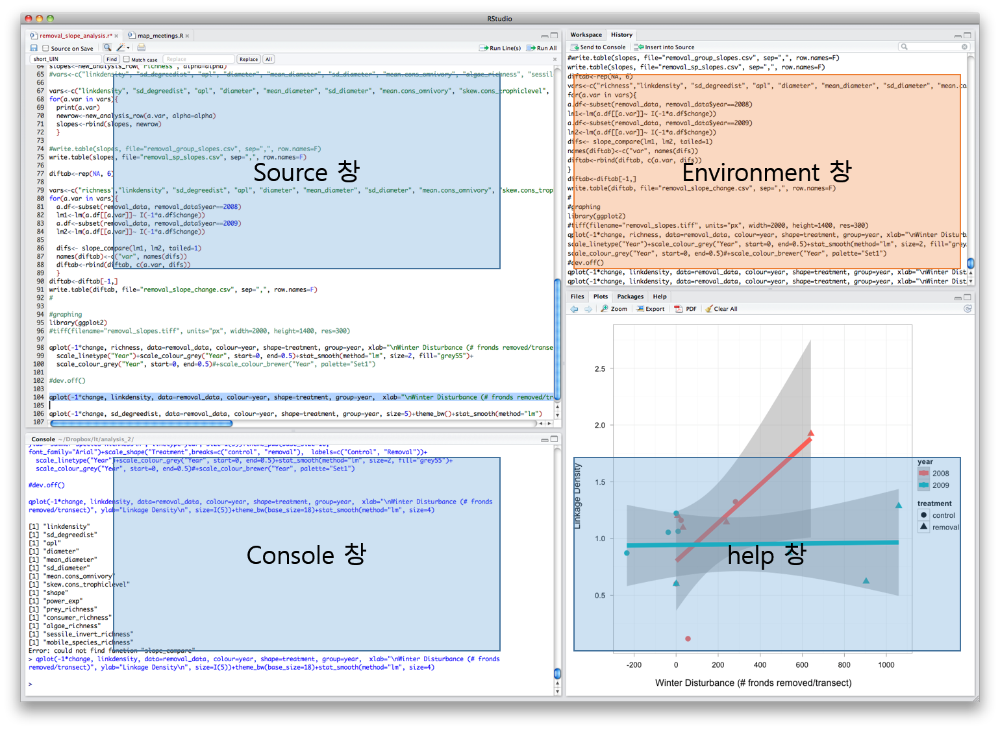 RStudio
removal_slope_analysis.r*
map_meetings.R
Source on Save
Run Line(s)
Run All
short_UIN
Find
Match case
Replace
Replace
All
64 slopes<-new_analysis_row("richness", alpha=alpha)
65 #vars<-c("linkdensity", "sd_degreedist", "apl", "diameter", "mean_diameter", "sd_diameter", "mean.cons_omnivory", "algae_richness", "sessil
66
67 vars<-c("linkdensity", "sd_degreedist", "apl", "diameter", "mean_diameter", "sd_diameter", "mean.cons_omnivory", "skew.cons_trophiclevel",
68 for(a.var in vars){
69 print(a.var)
70 newrow<-new_analysis_row(a.var, alpha=alpha)
71 slopes<-rbind(slopes, newrow)
72 }
73
74 #write.table(slopes, file="removal_group_slopes.csv", sep=",", row.names=F)
75 write.table(slopes, file="removal_sp_slopes.csv", sep=",", row.names=F)
76
77 diftab<-rep(NA, 6)
78
79 vars<-c("richness","linkdensity", "sd_degreedist", "apl", "diameter", "mean_diameter", "sd_diameter", "mean.cons_omnivory", "skew.cons_trop
80 for(a.var in vars){
81 a.df<-subset(removal_data, removal_data$year==2008)
82 lm1<-lm(a.df[[a.var]]~ I(-1*a.df$change))
83 a.df<-subset(removal_data, removal_data$year==2009)
84 lm2<-lm(a.df[[a.var]]~ I(-1*a.df$change))
85
86 difs<- slope_compare(lm1, lm2, tailed=1)
87 names(diftab)<-c("var", names(difs))
88 diftab<-rbind(diftab, c(a.var, difs))
89 }
90 diftab<-diftab[-1,]
91 write.table(diftab, file="removal_slope_change.csv", sep=",", row.names=F)
92 #
93
94 #graphing
95 library(ggplot2)
96 #tiff(filename="removal_slopes.tiff", units="px", width=2000, height=1400, res=300)
97
98 qplot(-1*change, richness, data=removal_data, colour=year, shape=treatment, group=year, xlab="\nWinter Disturbance (# fronds removed/transe
99 scale_linetype("Year")+scale_colour_grey("Year", start=0, end=0.5)+stat_smooth(method="lm", size=2, fill="grey55")+
100 scale_colour_grey("Year", start=0, end=0.5)#+scale_colour_brewer("Year", palette="Set1")
101
102 #dev.off()
103
104 qplot(-1*change, linkdensity, data=removal_data, colour=year, shape=treatment, group=year, xlab="\nWinter Disturbance (# fronds removed/tr
105
106 qplot(-1*change, sd_degreedist, data=removal_data, colour=year, shape=treatment, group=year, size=5)+theme_bw()+stat_smooth(method="lm")
107
Source 창
Console ~/Dropbox/lt/analysis_2/
font_family="Arial")+scale_shape("Treatment",breaks=c("control", "removal"), labels=c("Control", "Removal"))+
scale_linetype("Year")+scale_colour_grey("Year", start=0, end=0.5)+stat_smooth(method="lm", size=2, fill="grey55")+
scale_colour_grey("Year", start=0, end=0.5)#+scale_colour_brewer("Year", palette="Set1")
#dev.off()
qplot(-1*change, linkdensity, data=removal_data, colour=year, shape=treatment, group=year, xlab="\nWinter Disturbance (# fronds
removed/transect)", ylab="Linkage Density\n", size=I(5))+theme_bw(base_size=18)+stat_smooth(method="lm", size=4)
[1] "linkdensity"
[1] "sd_degreedist"
[1] "apl"
[1] "diameter"
[1] "mean_diameter"
[1] "sd_diameter"
[1] "mean.cons_omnivory"
[1] "skew.cons_trophiclevel"
[1] "shape"
[1] "power_exp"
[1] "prey_richness"
[1] "consumer_richness"
[1] "algae_richness"
[1] "sessile_invert_richness"
[1] "mobile_species_richness"
Error: could not find function "slope_compare"
> qplot(-1*change, linkdensity, data=removal_data, colour=year, shape=treatment, group=year, xlab="\nWinter Disturbance (# fronds
removed/transect)", ylab="Linkage Density\n", size=I(5))+theme_bw(base_size=18)+stat_smooth(method="lm", size=4)
>
Console 창
Workspace
History
Send to Console
Insert into Source
#write.table(slopes, file="removal_group_slopes.csv", sep=",", row.names=F)
write.table(slopes, file="removal_sp_slopes.csv", sep=",", row.names=F)
diftab<-rep(NA, 6)
vars<-c("richness","linkdensity", "sd_degreedist", "apl", "diameter", "mean_diameter", "sd_diameter", "mean.co
for(a.var in vars){
a.df<-subset(removal_data, removal_data$year==2008)
lm1<-lm(a.df[[a.var]]~ I(-1*a.df$change))
a.df<-subset(removal_data, removal_data$year==2009)
lm2<-lm(a.df[[a.var]]~ I(-1*a.df$change))
difs<- slope_compare(lm1, lm2, tailed=1)
names(diftab)<-c("var", names(difs))
diftab<-rbind(diftab, c(a.var, difs))
}
diftab<-diftab[-1,]
write.table(diftab, file="removal_slope_change.csv", sep=",", row.names=F)
#
#graphing
library(ggplot2)
#tiff(filename="removal_slopes.tiff", units="px", width=2000, height=1400, res=300)
qplot(-1*change, richness, data=removal_data, colour=year, shape=treatment, group=year, xlab="\nWinter Disturb
scale_linetype("Year")+scale_colour_grey("Year", start=0, end=0.5)+stat_smooth(method="lm", size=2, fill="grey
scale_colour_grey("Year", start=0, end=0.5)#+scale_colour_brewer("Year", palette="Set1")
#dev.off()
qplot(-1*change, linkdensity, data=removal_data, colour=year, shape=treatment, group=year, xlab="\nWinter Dist
qplot(-1*change, linkdensity, data=removal_data, colour=year, shape=treatment, group=year, xlab="\nWinter Dist
Environment 창
Files
Plots
Packages
Help
Zoom
Export
PDF
Clear All
2.5
2.0
1.5
1.0
0.5
Linkage Density
-200
0
200
400
600
800
1000
Winter Disturbance (# fronds removed/transect)
year
2008
2009
treatment
control
removal
help 창